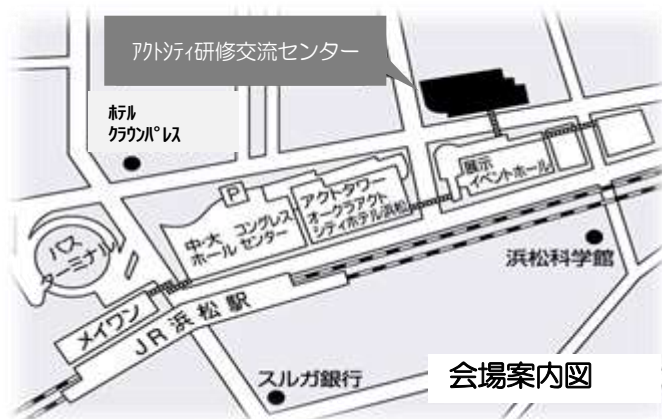 ｱｸﾄｼﾃｨ研修交流センター
ﾎﾃﾙ
ｸﾗｳﾝﾊﾟﾚｽ
P
展示
イベントホール
アクトタワー
オークラアクト
シティホテル浜松
コングレス
センター
中・大
ホール
バス
ターミナル
浜松科学館
メイワン
JR浜松駅
スルガ銀行
会場案内図